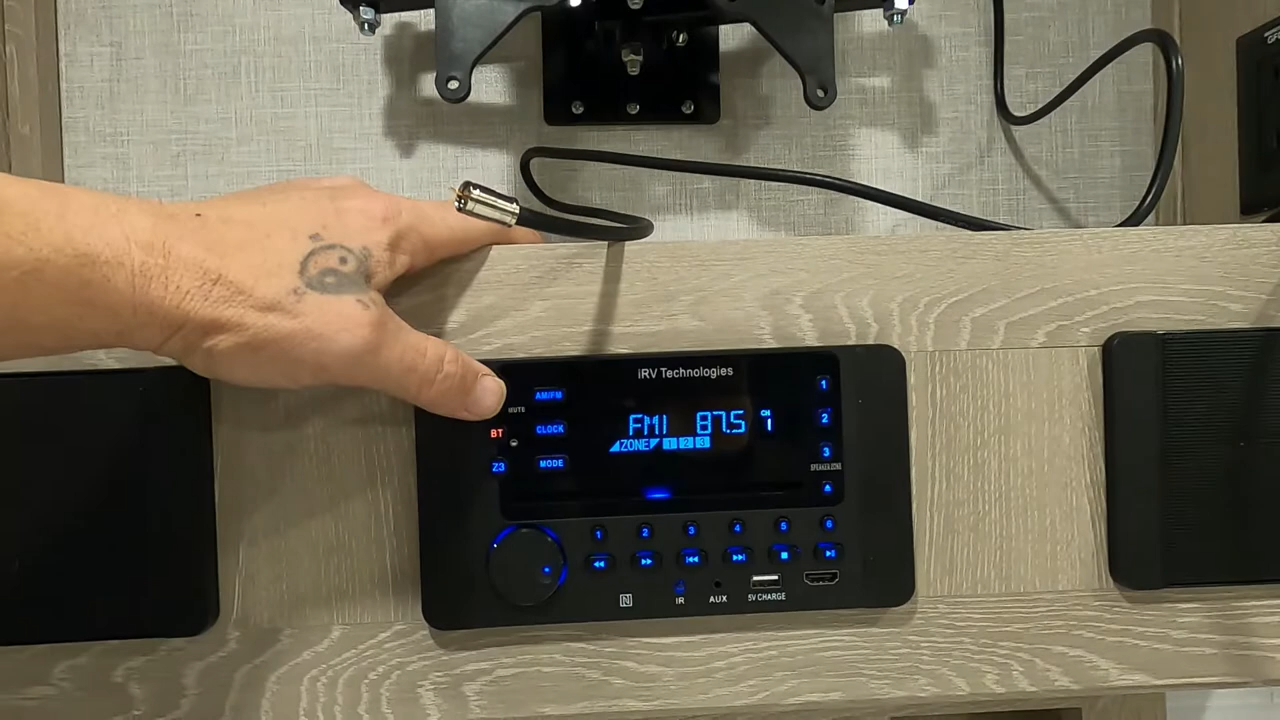 iRV Technologies
AM/FM
MUTE
BT
CLOCK
Z3
MODE
FM1 87.5 CH 1
ZONE 1 2 3
1
2
3
SPEAKER ZONE
1 2 3 4 5 6
IR
AUX
5V CHARGE